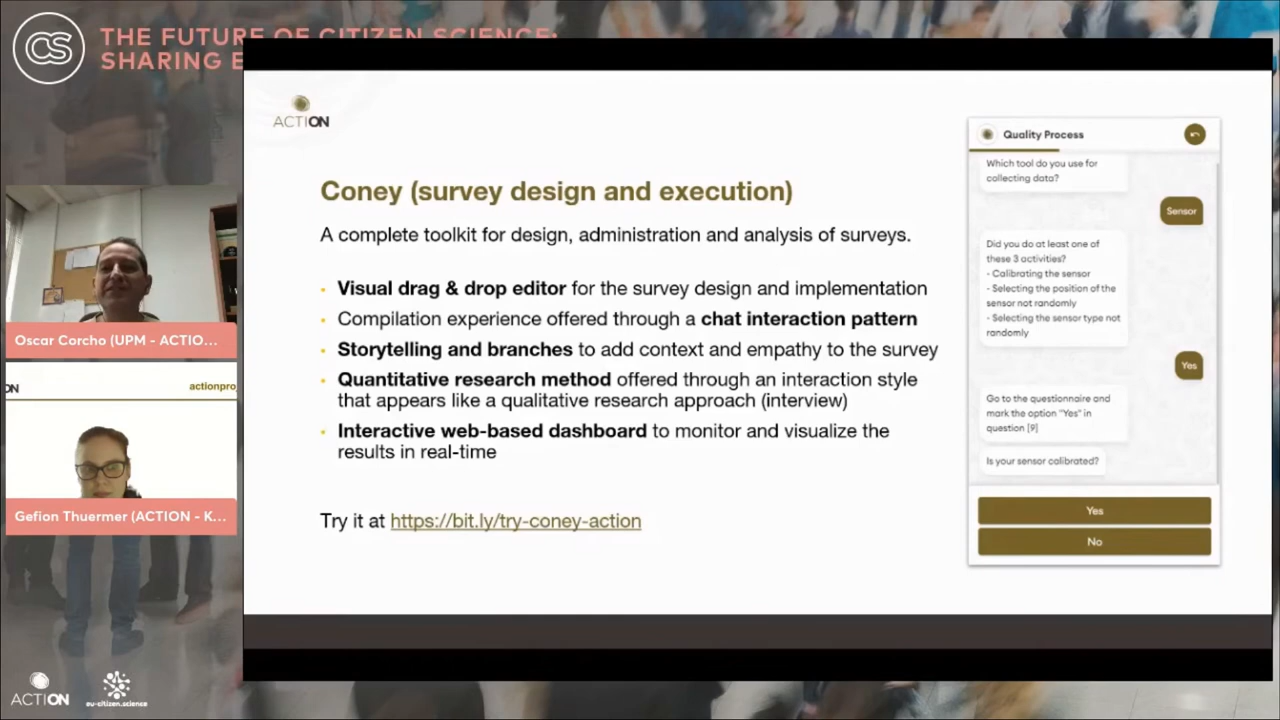 CS
THE FUTURE OF CITIZEN SCIENCE:
SHARING E
ACTION
Coney (survey design and execution)
A complete toolkit for design, administration and analysis of surveys.
Visual drag & drop editor for the survey design and implementation
Compilation experience offered through a chat interaction pattern
Storytelling and branches to add context and empathy to the survey
Quantitative research method offered through an interaction style
that appears like a qualitative research approach (interview)
Interactive web-based dashboard to monitor and visualize the
results in real-time
Try it at https://bit.ly/try-coney-action
Quality Process
Which tool do you use for
collecting data?
Sensor
Did you do at least one of
these 3 activities?
- Calibrating the sensor
- Selecting the position of the
sensor not randomly
- Selecting the sensor type not
randomly
Yes
Go to the questionnaire and
mark the option "Yes" in
question [9]
Is your sensor calibrated?
Yes
No
Oscar Corcho (UPM - ACTIO...
ON
actionpro
Gefion Thuermer (ACTION - K...
ACTION
eu-citizen.science